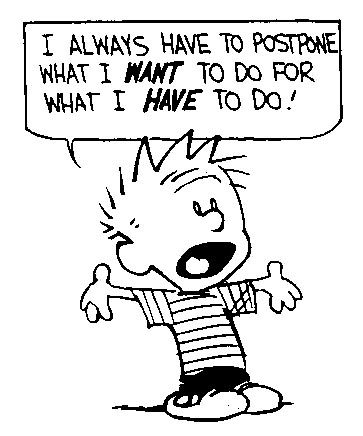 I ALWAYS HAVE TO POSTPONE
WHAT I WANT TO DO FOR
WHAT I HAVE TO DO!